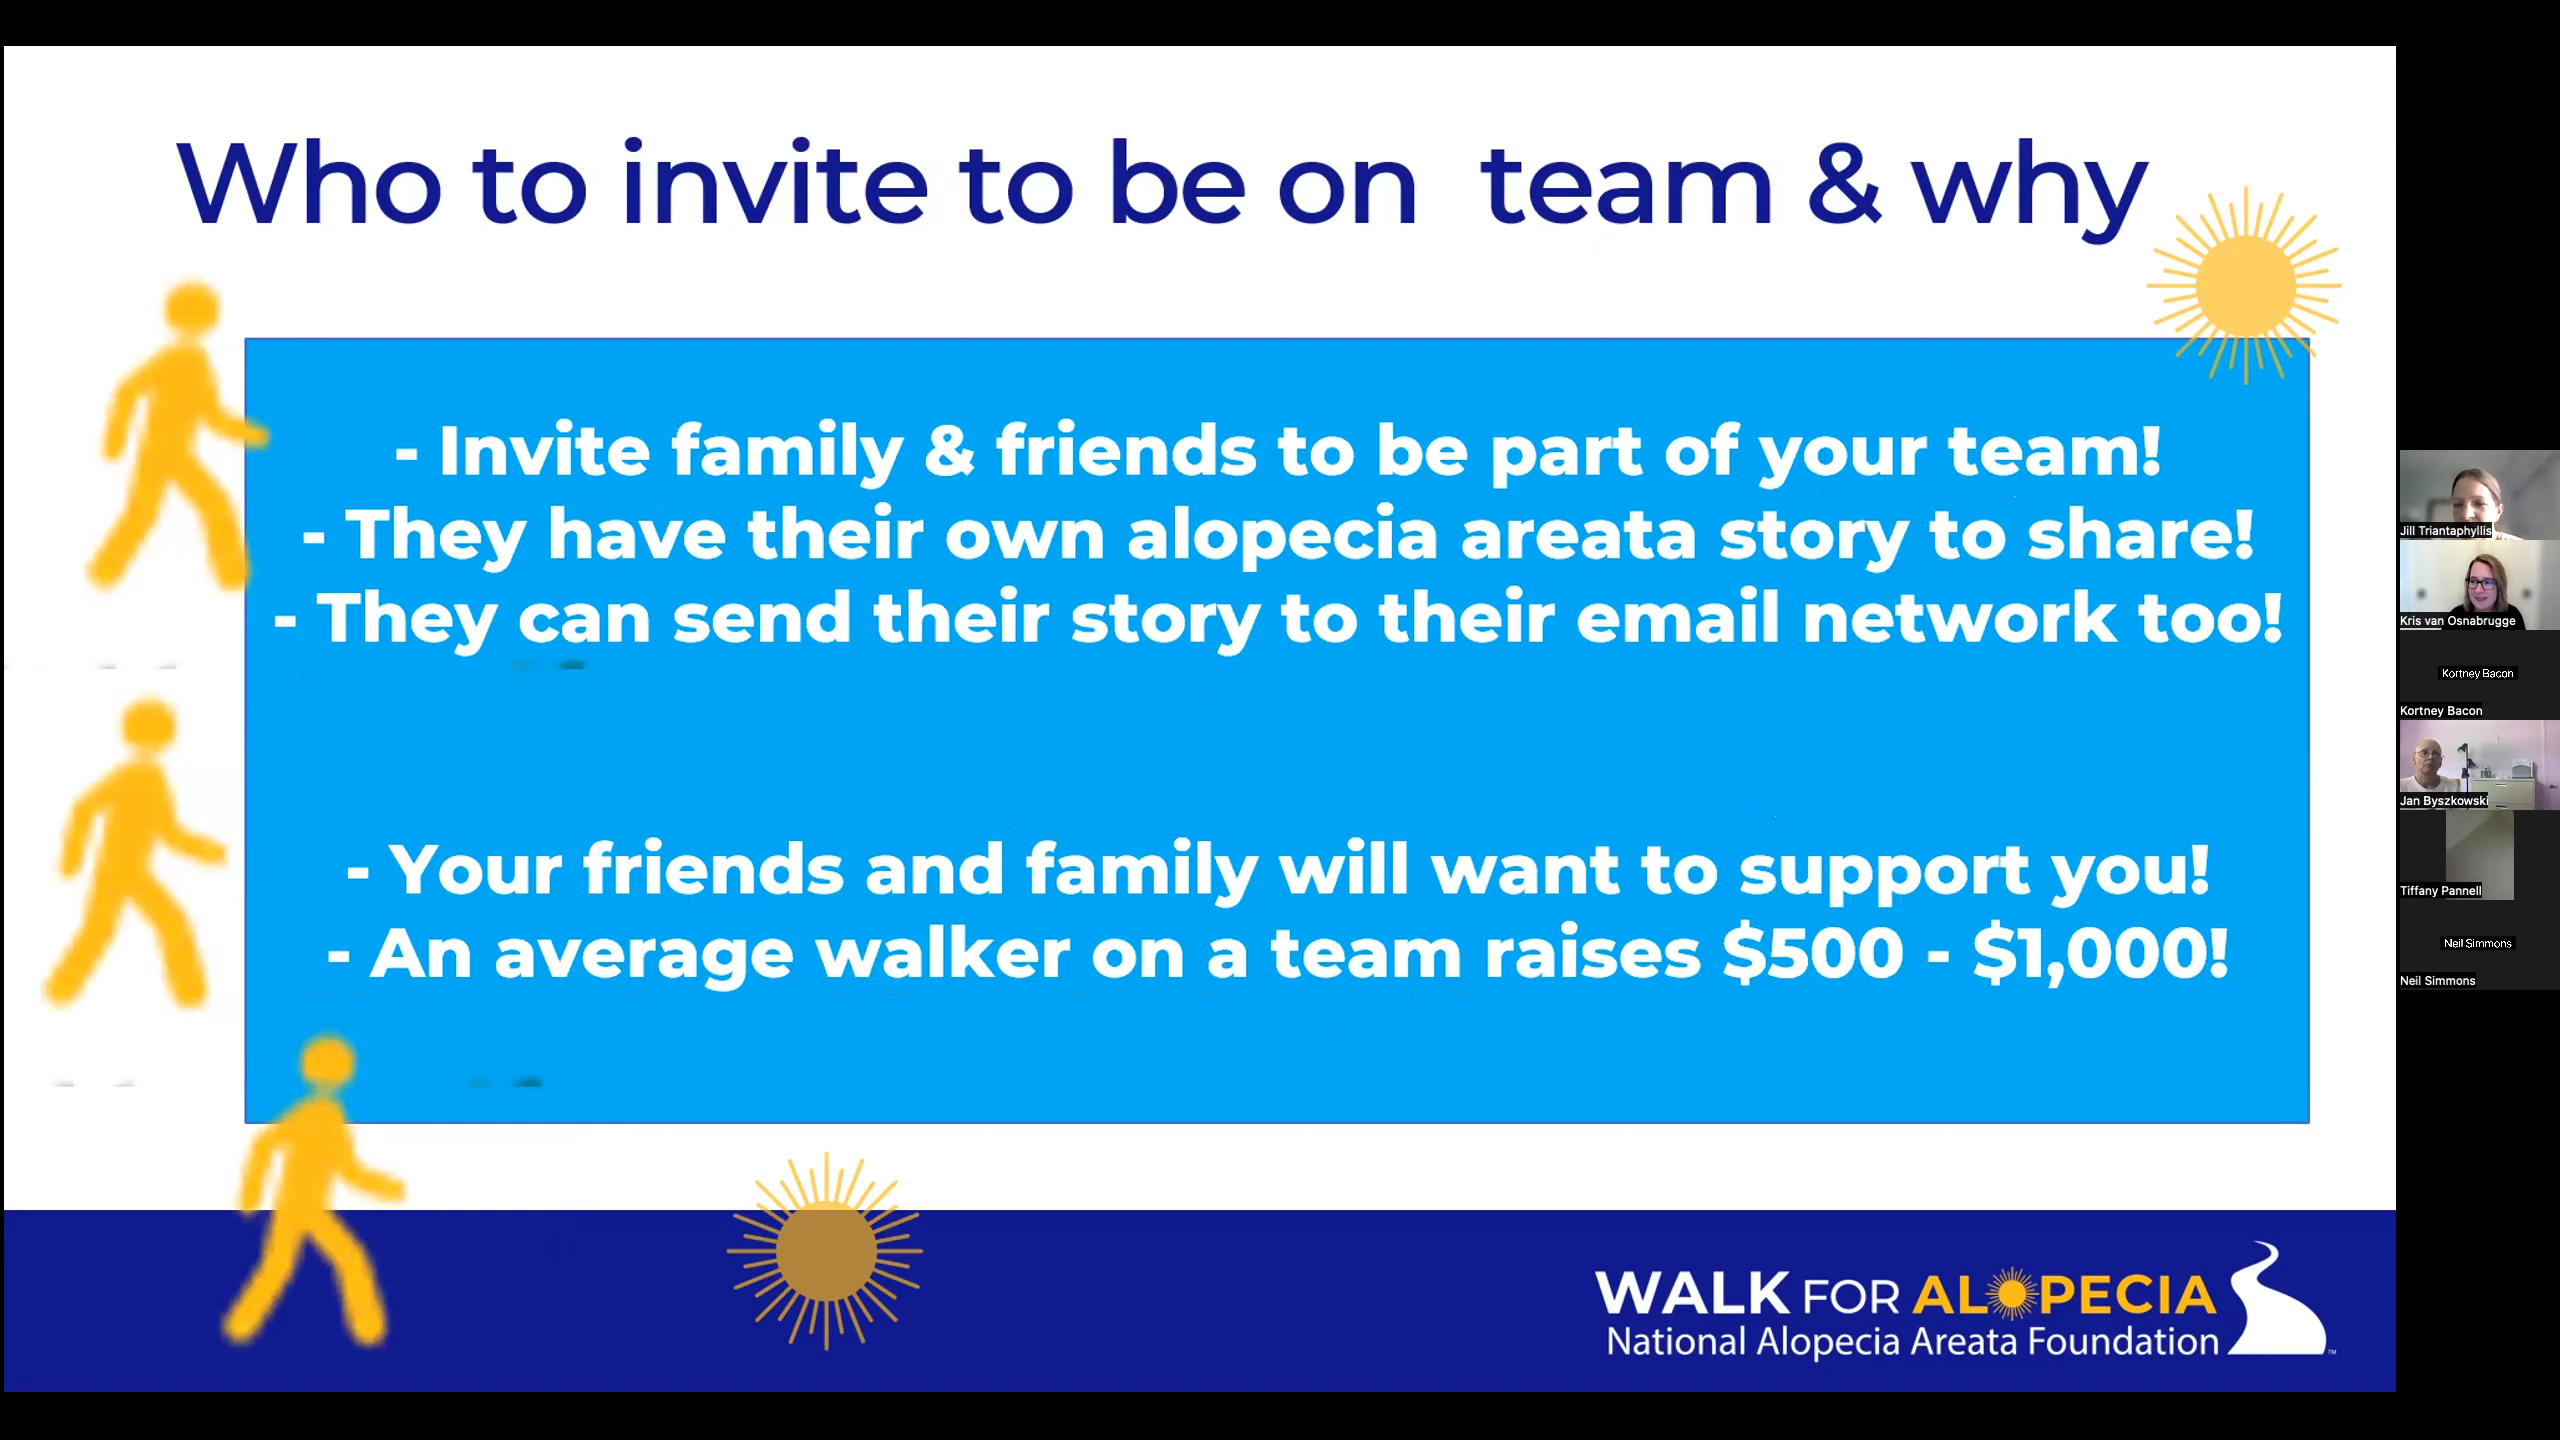 Who to invite to be on  team & why
- Invite family & friends to be part of your team!
- They have their own alopecia areata story to share!
- They can send their story to their email network too!
- Your friends and family will want to support you!
- An average walker on a team raises $500 - $1,000!
WALK FOR ALOPECIA
National Alopecia Areata Foundation
™
Jill Triantaphyllis
Kris van Osnabrugge
Kortney Bacon
Kortney Bacon
Jan Byszkowski
Tiffany Pannell
Neil Simmons
Neil Simmons